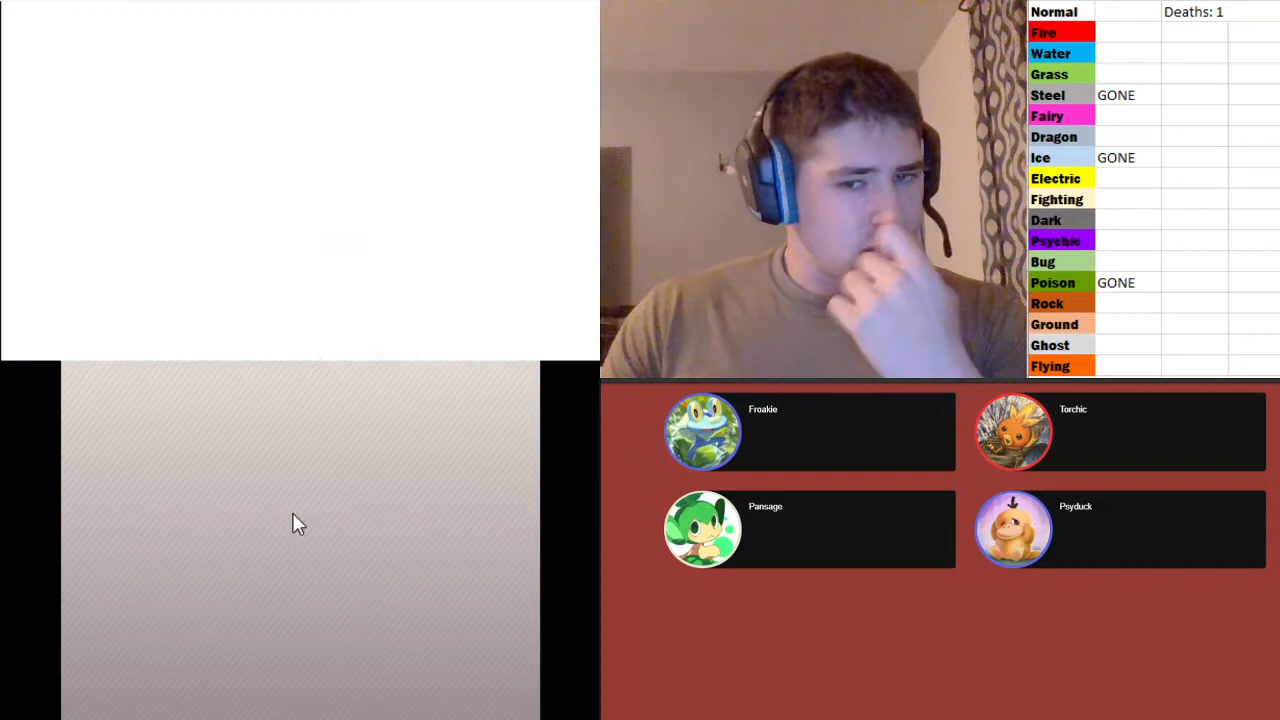 Normal Deaths: 1
Fire
Water
Grass
Steel GONE
Fairy
Dragon
Ice GONE
Electric
Fighting
Dark
Psychic
Bug
Poison GONE
Rock
Ground
Ghost
Flying
Froakie
Torchic
Pansage
Psyduck